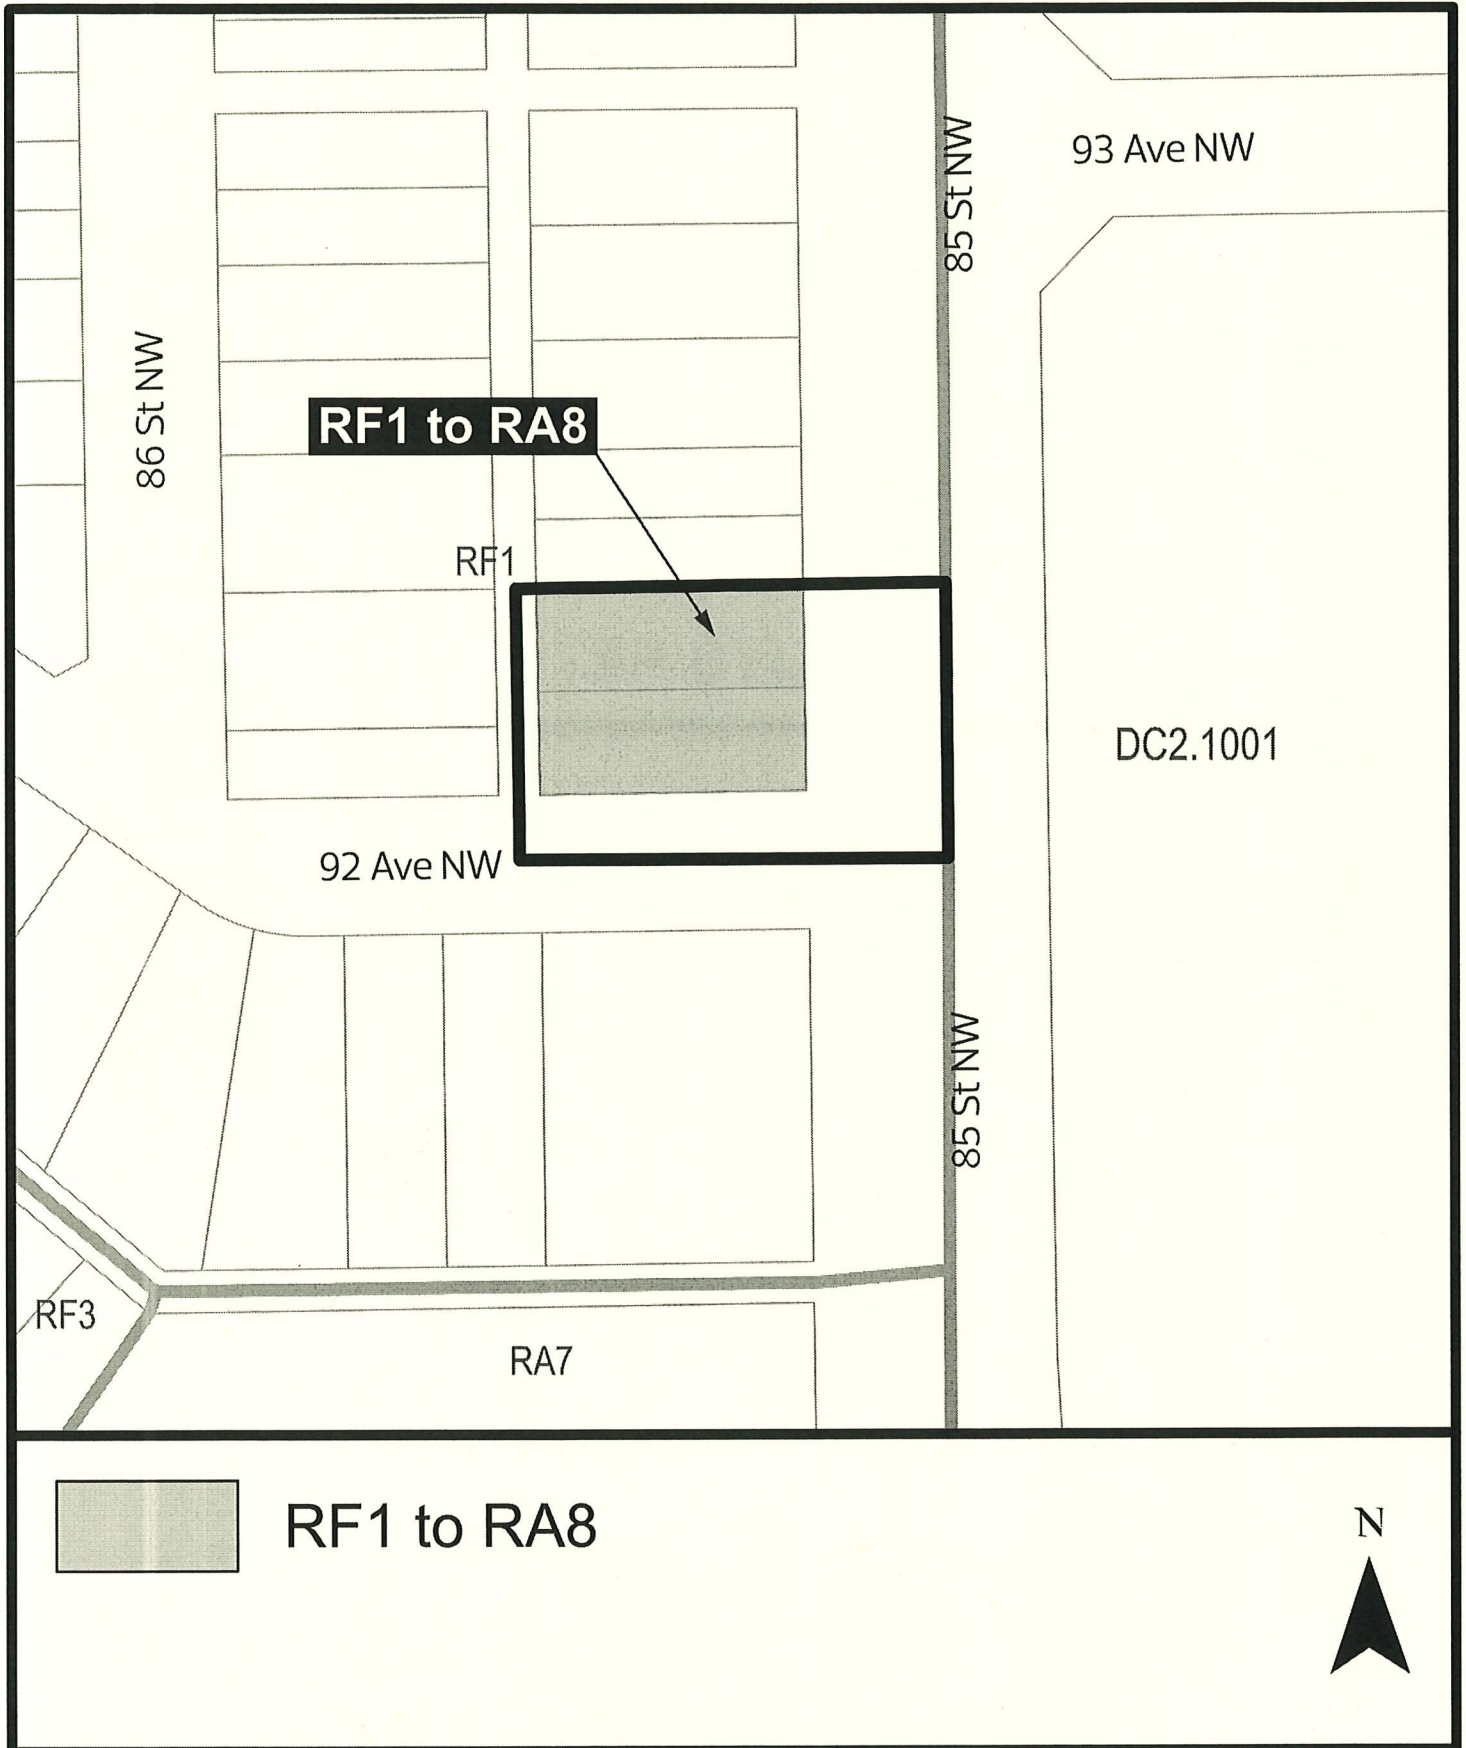 93 Ave NW
85 St NW
86 St NW
RF1 to RA8
RF1
DC2.1001
92 Ave NW
85 St NW
RF3
RA7
RF1 to RA8
N